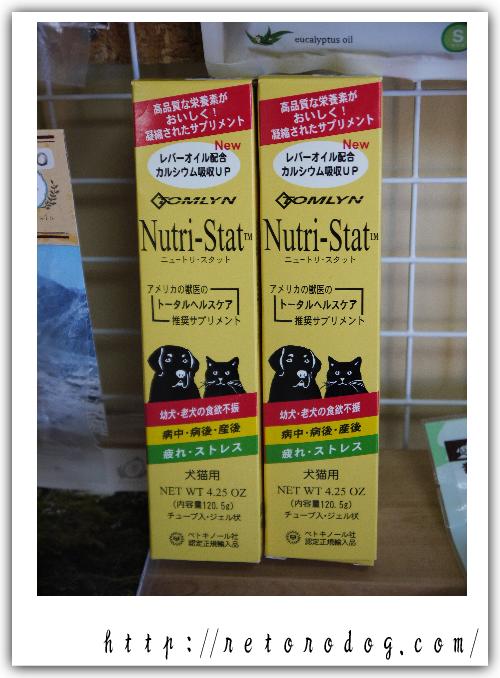 eucalyptus oil
S
高品質な栄養素が
おいしく!
凝縮されたサプリメント
New
レバーオイル配合
カルシウム吸収UP
TOMLYN
Nutri-Stat™
ニュートリ・スタット
アメリカの獣医の
トータルヘルスケア
推奨サプリメント
幼犬・老犬の食欲不振
病中・病後・産後
疲れ・ストレス
犬猫用
NET WT 4.25 OZ
(内容量120.5g)
チューブ入・ジェル状
ベトキノール社
認定正規輸入品
高品質な栄養素が
おいしく!
凝縮されたサプリメント
New
レバーオイル配合
カルシウム吸収UP
TOMLYN
Nutri-Stat™
ニュートリ・スタット
アメリカの獣医の
トータルヘルスケア
推奨サプリメント
幼犬・老犬の食欲不振
病中・病後・産後
疲れ・ストレス
犬猫用
NET WT 4.25 OZ
(内容量120.5g)
チューブ入・ジェル状
ベトキノール社
認定正規輸入品
http://retorodog.com/